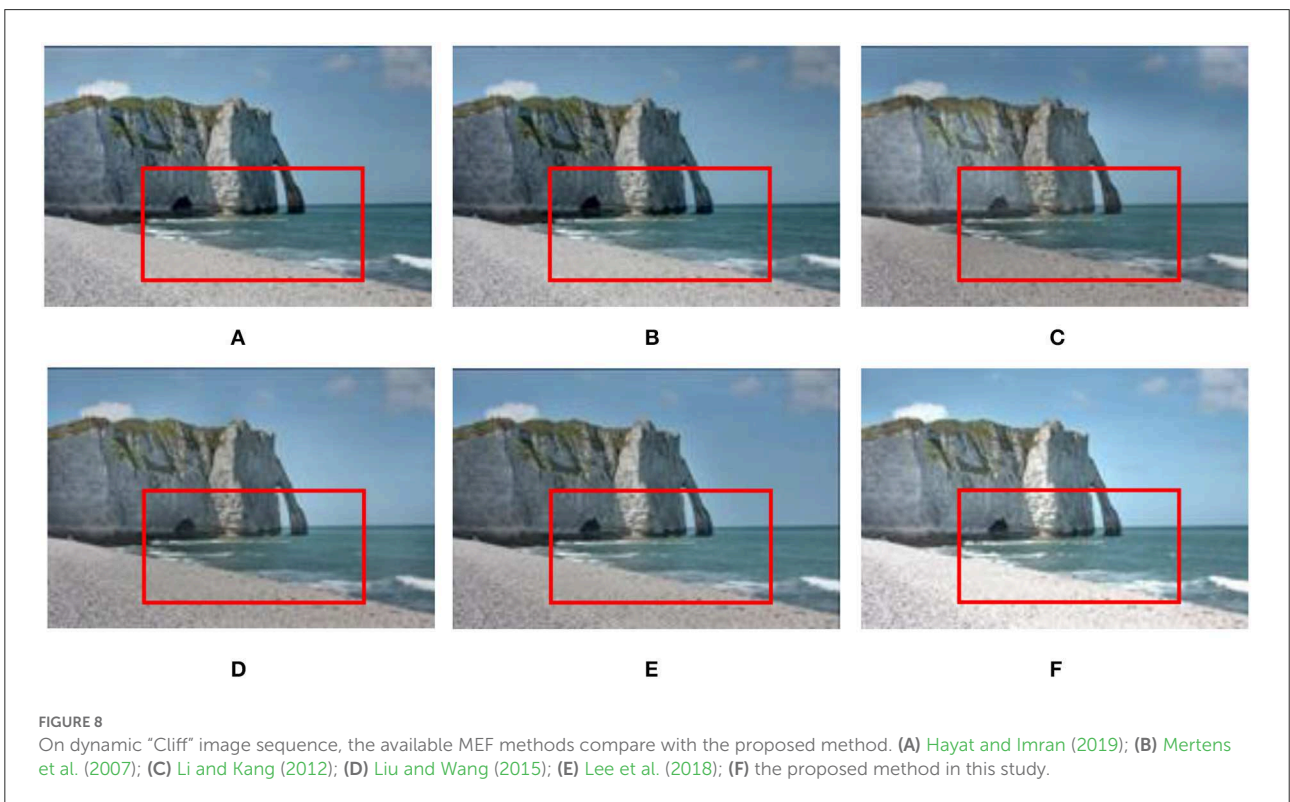 A
B
C
D
E
F
FIGURE 8
On dynamic "Cliff" image sequence, the available MEF methods compare with the proposed method. (A) Hayat and Imran (2019); (B) Mertens
et al. (2007); (C) Li and Kang (2012); (D) Liu and Wang (2015); (E) Lee et al. (2018); (F) the proposed method in this study.